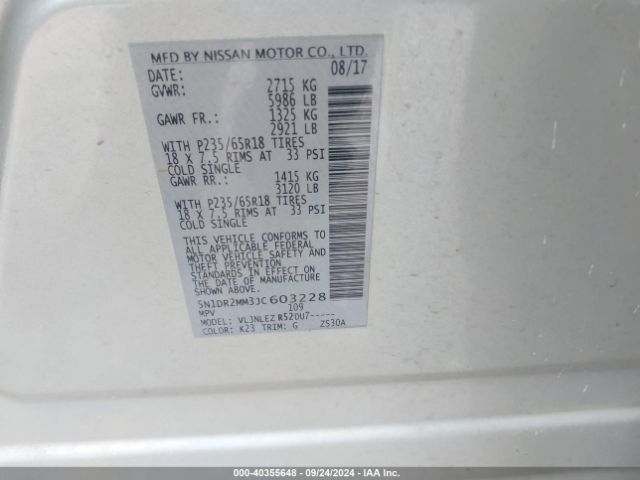 MFD BY NISSAN MOTOR CO., LTD.
DATE: 08/17
GVWR: 2715 KG
5986 LB
GAWR FR.: 1325 KG
2921 LB
WITH P235/65R18 TIRES
18 X 7.5 RIMS AT 33 PSI
COLD SINGLE
GAWR RR.: 1415 KG
3120 LB
WITH P235/65R18 TIRES
18 X 7.5 RIMS AT 33 PSI
COLD SINGLE
THIS VEHICLE CONFORMS TO
ALL APPLICABLE FEDERAL
MOTOR VEHICLE SAFETY AND
THEFT PREVENTION
STANDARDS IN EFFECT ON
THE DATE OF MANUFACTURE
SHOWN ABOVE.
5N1DR2MM3JC603228
MPV 109
MODEL: VLJNLEZ R52DU7-----
COLOR: K23 TRIM: G ZS30A
000-40355648 - 09/24/2024 - IAA Inc.